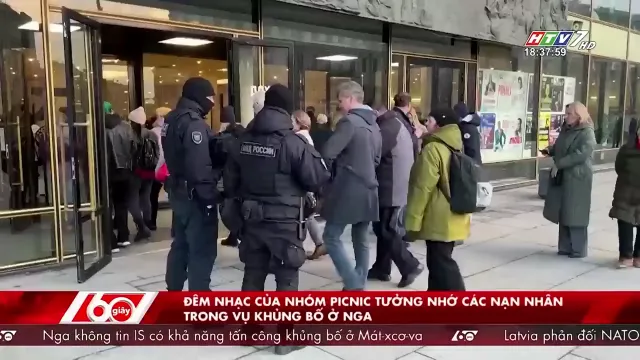 HTV7 HD
18:37:59
МВД РОССИИ
60 giây
ĐÊM NHẠC CỦA NHÓM PICNIC TƯỞNG NHỚ CÁC NẠN NHÂN
TRONG VỤ KHỦNG BỐ Ở NGA
60 Nga không tin IS có khả năng tấn công khủng bố ở Mát-xcơ-va 60 Latvia phản đối NATO